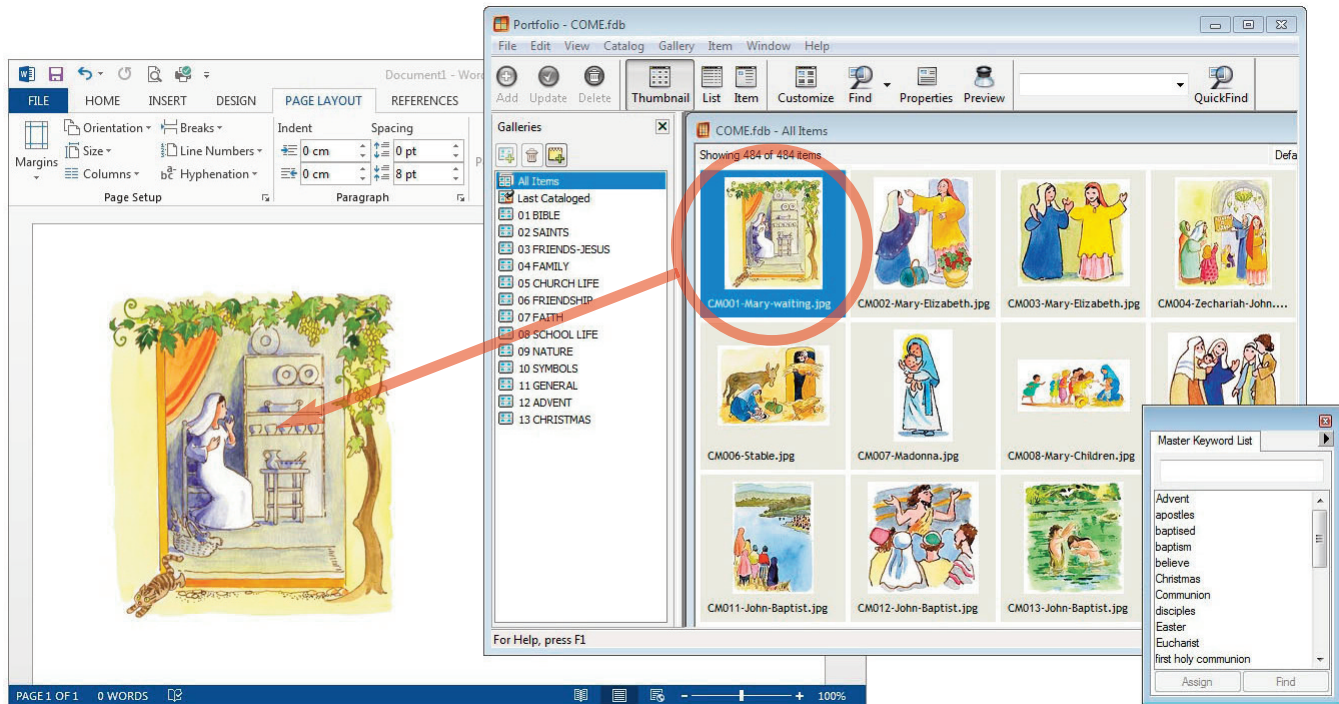 Document1 - Word
FILE HOME INSERT DESIGN PAGE LAYOUT REFERENCES
Margins
Orientation
Size
Columns
Breaks
Line Numbers
Hyphenation
Page Setup
Indent
Spacing
0 cm
0 pt
0 cm
8 pt
Paragraph
PAGE 1 OF 1 0 WORDS
100%
Portfolio - COME.fdb
File Edit View Catalog Gallery Item Window Help
Add Update Delete Thumbnail List Item Customize Find Properties Preview QuickFind
Galleries
All Items
Last Cataloged
01 BIBLE
02 SAINTS
03 FRIENDS-JESUS
04 FAMILY
05 CHURCH LIFE
06 FRIENDSHIP
07 FAITH
08 SCHOOL LIFE
09 NATURE
10 SYMBOLS
11 GENERAL
12 ADVENT
13 CHRISTMAS
COME.fdb - All Items
Showing 484 of 484 items
Defa
CM001-Mary-waiting.jpg
CM002-Mary-Elizabeth.jpg
CM003-Mary-Elizabeth.jpg
CM004-Zechariah-John....
CM006-Stable.jpg
CM007-Madonna.jpg
CM008-Mary-Children.jpg
CM011-John-Baptist.jpg
CM012-John-Baptist.jpg
CM013-John-Baptist.jpg
For Help, press F1
Master Keyword List
Advent
apostles
baptised
baptism
believe
Christmas
Communion
disciples
Easter
Eucharist
first holy communion
Assign Find